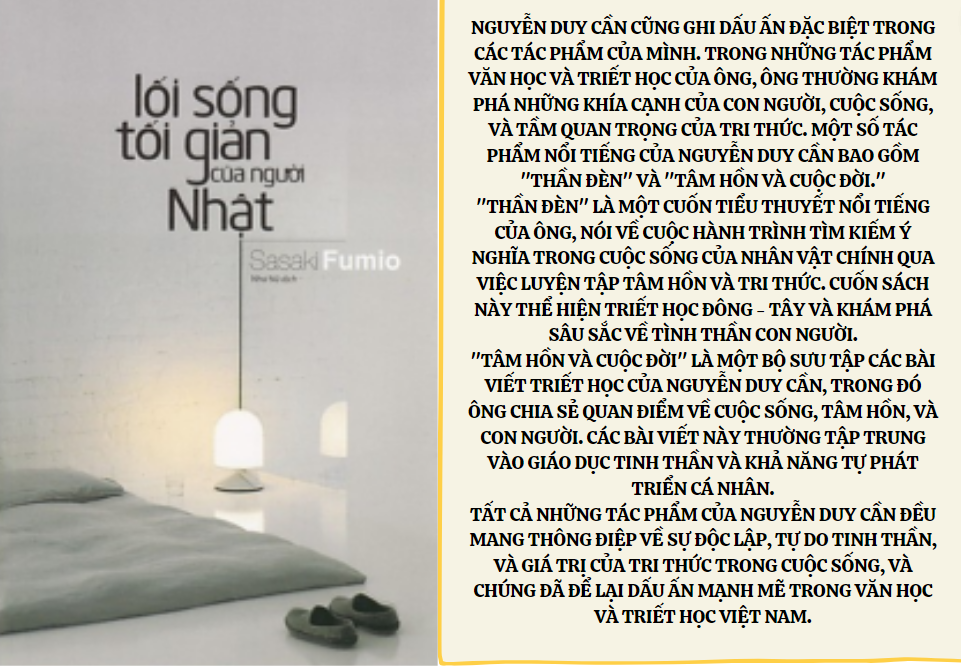 lối sống
tối giản
của người
Nhật
Sasaki Fumio
Như Nữ dịch
NGUYỄN DUY CẦN CŨNG GHI DẤU ẤN ĐẶC BIỆT TRONG
CÁC TÁC PHẨM CỦA MÌNH. TRONG NHỮNG TÁC PHẨM
VĂN HỌC VÀ TRIẾT HỌC CỦA ÔNG, ÔNG THƯỜNG KHÁM
PHÁ NHỮNG KHÍA CẠNH CỦA CON NGƯỜI, CUỘC SỐNG,
VÀ TẦM QUAN TRỌNG CỦA TRI THỨC. MỘT SỐ TÁC
PHẨM NỔI TIẾNG CỦA NGUYỄN DUY CẦN BAO GỒM
"THẦN ĐÈN" VÀ "TÂM HỒN VÀ CUỘC ĐỜI."
"THẦN ĐÈN" LÀ MỘT CUỐN TIỂU THUYẾT NỔI TIẾNG
CỦA ÔNG, NÓI VỀ CUỘC HÀNH TRÌNH TÌM KIẾM Ý
NGHĨA TRONG CUỘC SỐNG CỦA NHÂN VẬT CHÍNH QUA
VIỆC LUYỆN TẬP TÂM HỒN VÀ TRI THỨC. CUỐN SÁCH
NÀY THỂ HIỆN TRIẾT HỌC ĐÔNG - TÂY VÀ KHÁM PHÁ
SÂU SẮC VỀ TÌNH THẦN CON NGƯỜI.
"TÂM HỒN VÀ CUỘC ĐỜI" LÀ MỘT BỘ SƯU TẬP CÁC BÀI
VIẾT TRIẾT HỌC CỦA NGUYỄN DUY CẦN, TRONG ĐÓ
ÔNG CHIA SẺ QUAN ĐIỂM VỀ CUỘC SỐNG, TÂM HỒN, VÀ
CON NGƯỜI. CÁC BÀI VIẾT NÀY THƯỜNG TẬP TRUNG
VÀO GIÁO DỤC TINH THẦN VÀ KHẢ NĂNG TỰ PHÁT
TRIỂN CÁ NHÂN.
TẤT CẢ NHỮNG TÁC PHẨM CỦA NGUYỄN DUY CẦN ĐỀU
MANG THÔNG ĐIỆP VỀ SỰ ĐỘC LẬP, TỰ DO TINH THẦN,
VÀ GIÁ TRỊ CỦA TRI THỨC TRONG CUỘC SỐNG, VÀ
CHÚNG ĐÃ ĐỂ LẠI DẤU ẤN MẠNH MẼ TRONG VĂN HỌC
VÀ TRIẾT HỌC VIỆT NAM.